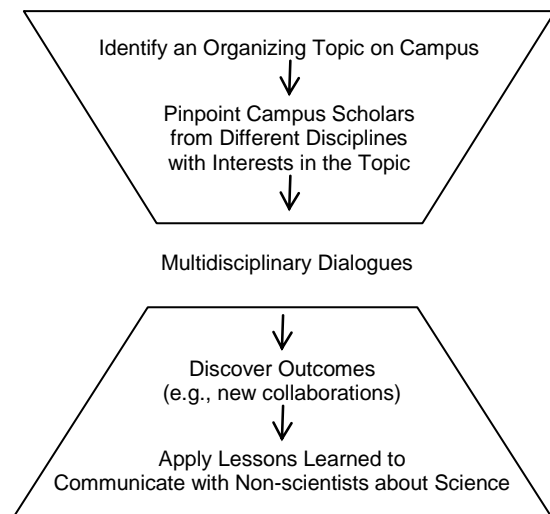 Identify an Organizing Topic on Campus
Pinpoint Campus Scholars
from Different Disciplines
with Interests in the Topic
Multidisciplinary Dialogues
Discover Outcomes
(e.g., new collaborations)
Apply Lessons Learned to
Communicate with Non-scientists about Science